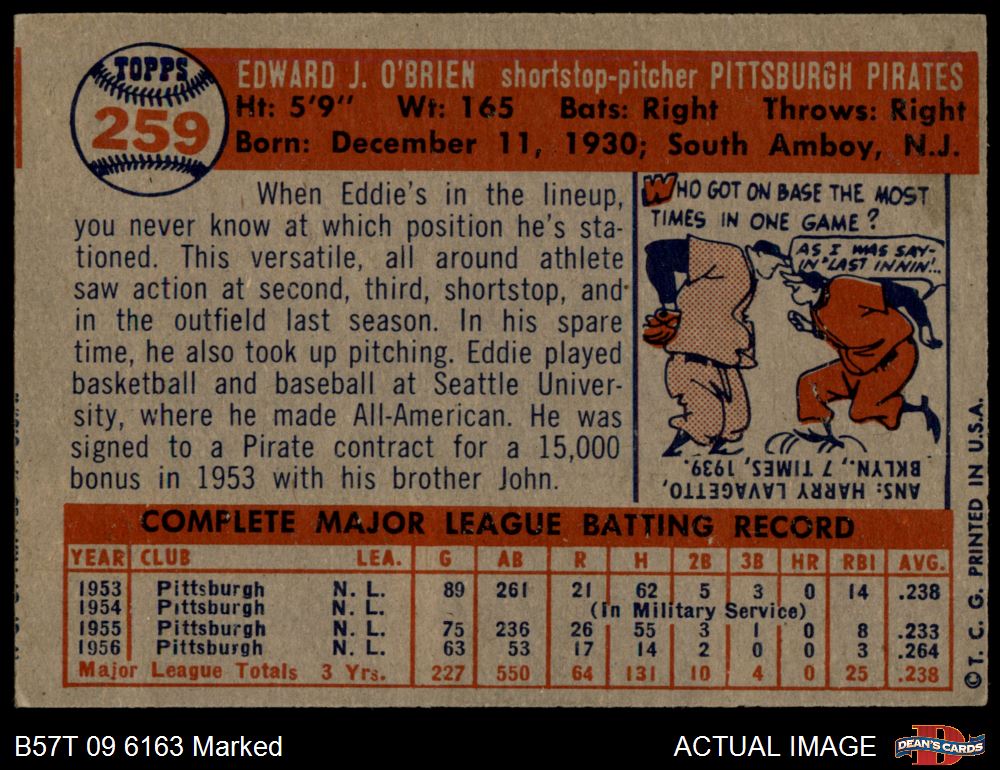 TOPPS
259
EDWARD J. O'BRIEN shortstop-pitcher PITTSBURGH PIRATES
Ht: 5'9" Wt: 165 Bats: Right Throws: Right
Born: December 11, 1930; South Amboy, N.J.
When Eddie's in the lineup,
you never know at which position he's sta-
tioned. This versatile, all around athlete
saw action at second, third, shortstop, and
in the outfield last season. In his spare
time, he also took up pitching. Eddie played
basketball and baseball at Seattle Univer-
sity, where he made All-American. He was
signed to a Pirate contract for a 15,000
bonus in 1953 with his brother John.
WHO GOT ON BASE THE MOST
TIMES IN ONE GAME?
AS I WAS SAY-
IN' LAST INNIN'...
ANS: HARRY LAVAGETTO,
BKLYN., 7 TIMES, 1939.
COMPLETE MAJOR LEAGUE BATTING RECORD
YEAR CLUB LEA. G AB R H 2B 3B HR RBI AVG.
1953 Pittsburgh N. L. 89 261 21 62 5 3 0 14 .238
1954 Pittsburgh N. L. (In Military Service)
1955 Pittsburgh N. L. 75 236 26 55 3 1 0 8 .233
1956 Pittsburgh N. L. 63 53 17 14 2 0 0 3 .264
Major League Totals 3 Yrs. 227 550 64 131 10 4 0 25 .238
© T. C. G. PRINTED IN U.S.A.
B57T 09 6163 Marked
ACTUAL IMAGE
DEAN'S CARDS